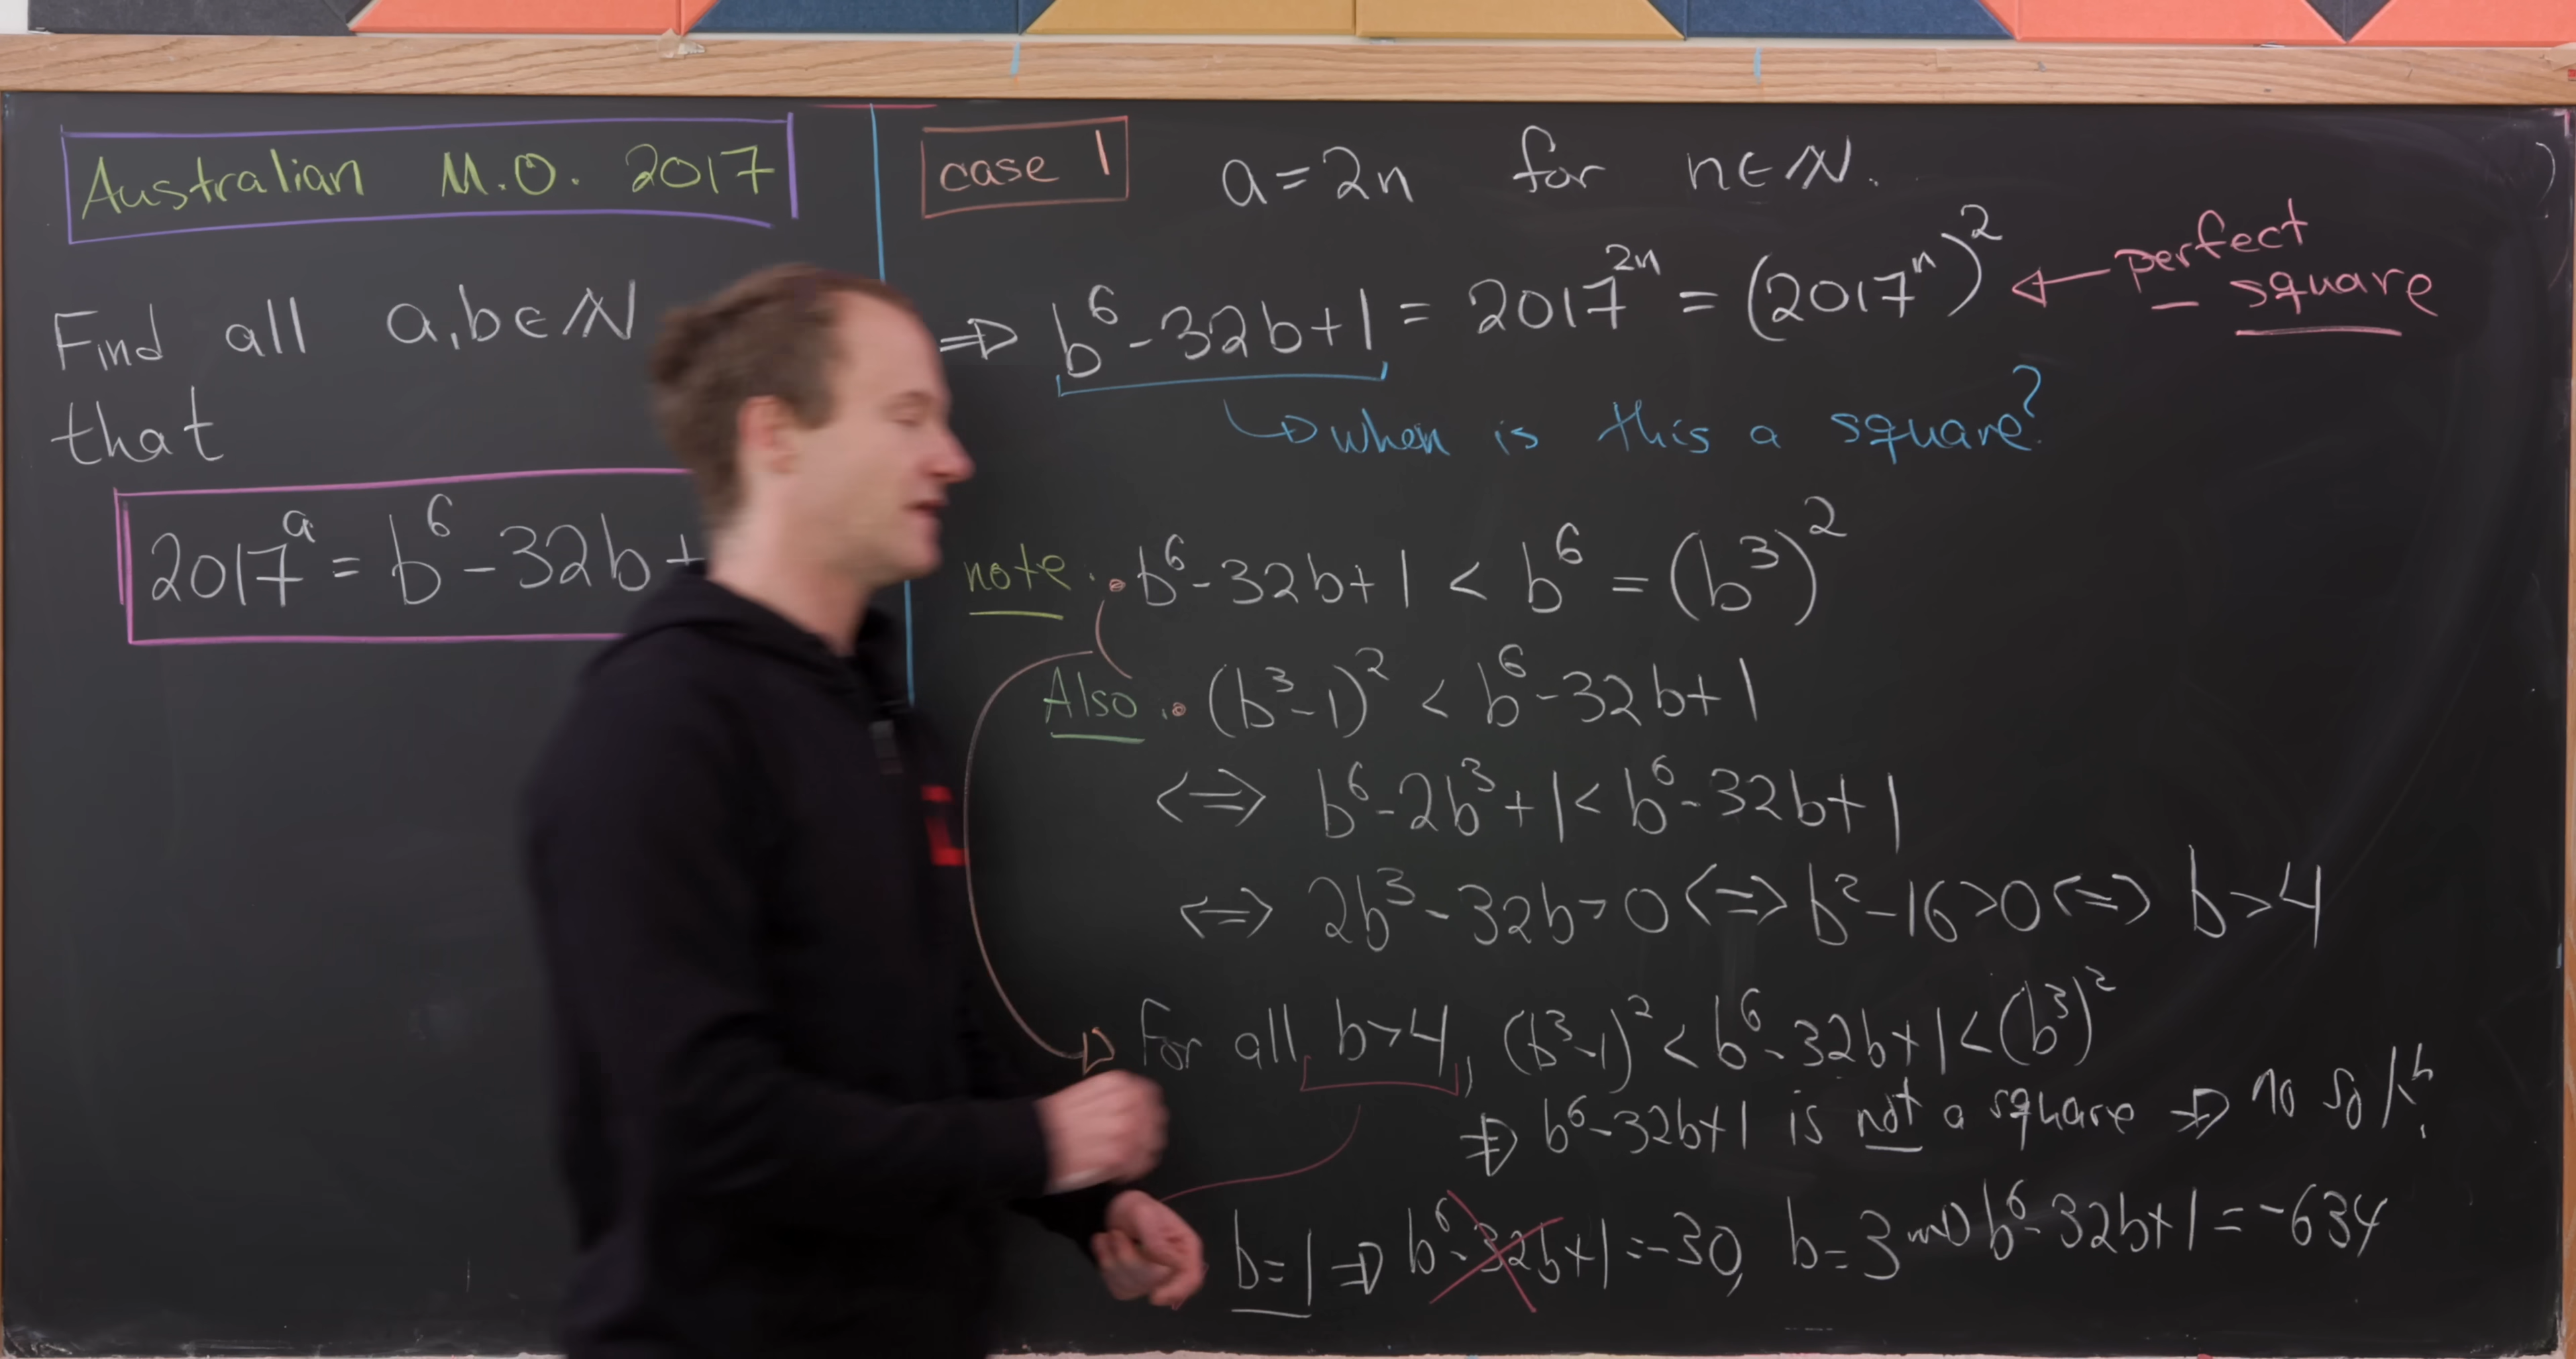 Australian M.O. 2017
Find all a,b∈ℕ
that
2017^a = b^6 - 32b +
case 1 a = 2n for n∈ℕ.
⇒ b^6 - 32b + 1 = 2017^{2n} = (2017^n)^2 ← perfect
square
↳ when is this a square?
note: • b^6 - 32b + 1 < b^6 = (b^3)^2
Also: • (b^3 - 1)^2 < b^6 - 32b + 1
⇔ b^6 - 2b^3 + 1 < b^6 - 32b + 1
⇔ 2b^3 - 32b > 0 ⇔ b^2 - 16 > 0 ⇔ b > 4
For all b > 4, (b^3 - 1)^2 < b^6 - 32b + 1 < (b^3)^2
⇒ b^6 - 32b + 1 is not a square ⇒ no sol^n.
b = 1 ⇒ b^6 - 32b + 1 = -30, b = 3 ⇝ b^6 - 32b + 1 = -634